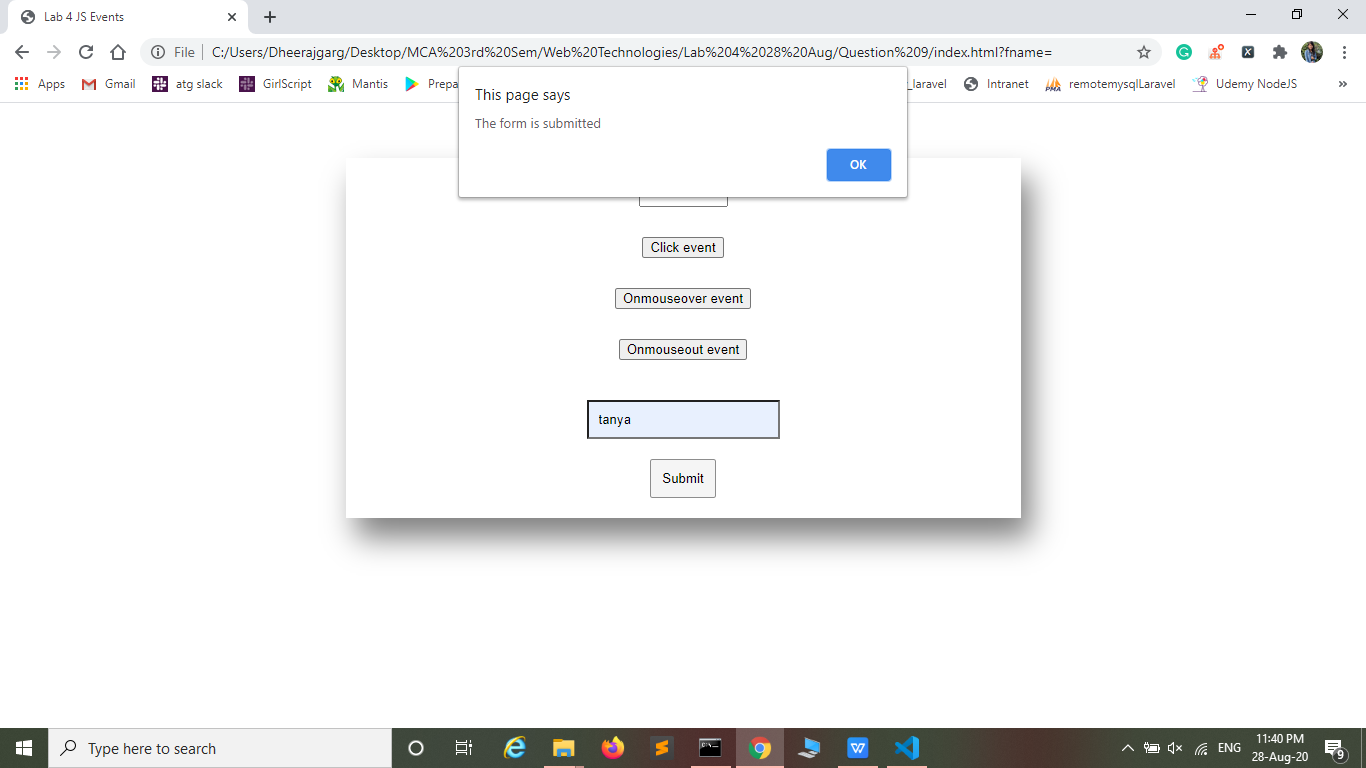 Lab 4 JS Events
File
C:/Users/Dheerajgarg/Desktop/MCA%203rd%20Sem/Web%20Technologies/Lab%204%2028%20Aug/Question%209/index.html?fname=
Apps Gmail atg slack GirlScript Mantis Prepa _laravel Intranet remotemysqlLaravel Udemy NodeJS »
This page says
The form is submitted
OK
Click event
Onmouseover event
Onmouseout event
tanya
Submit
Type here to search
ENG
11:40 PM
28-Aug-20
9